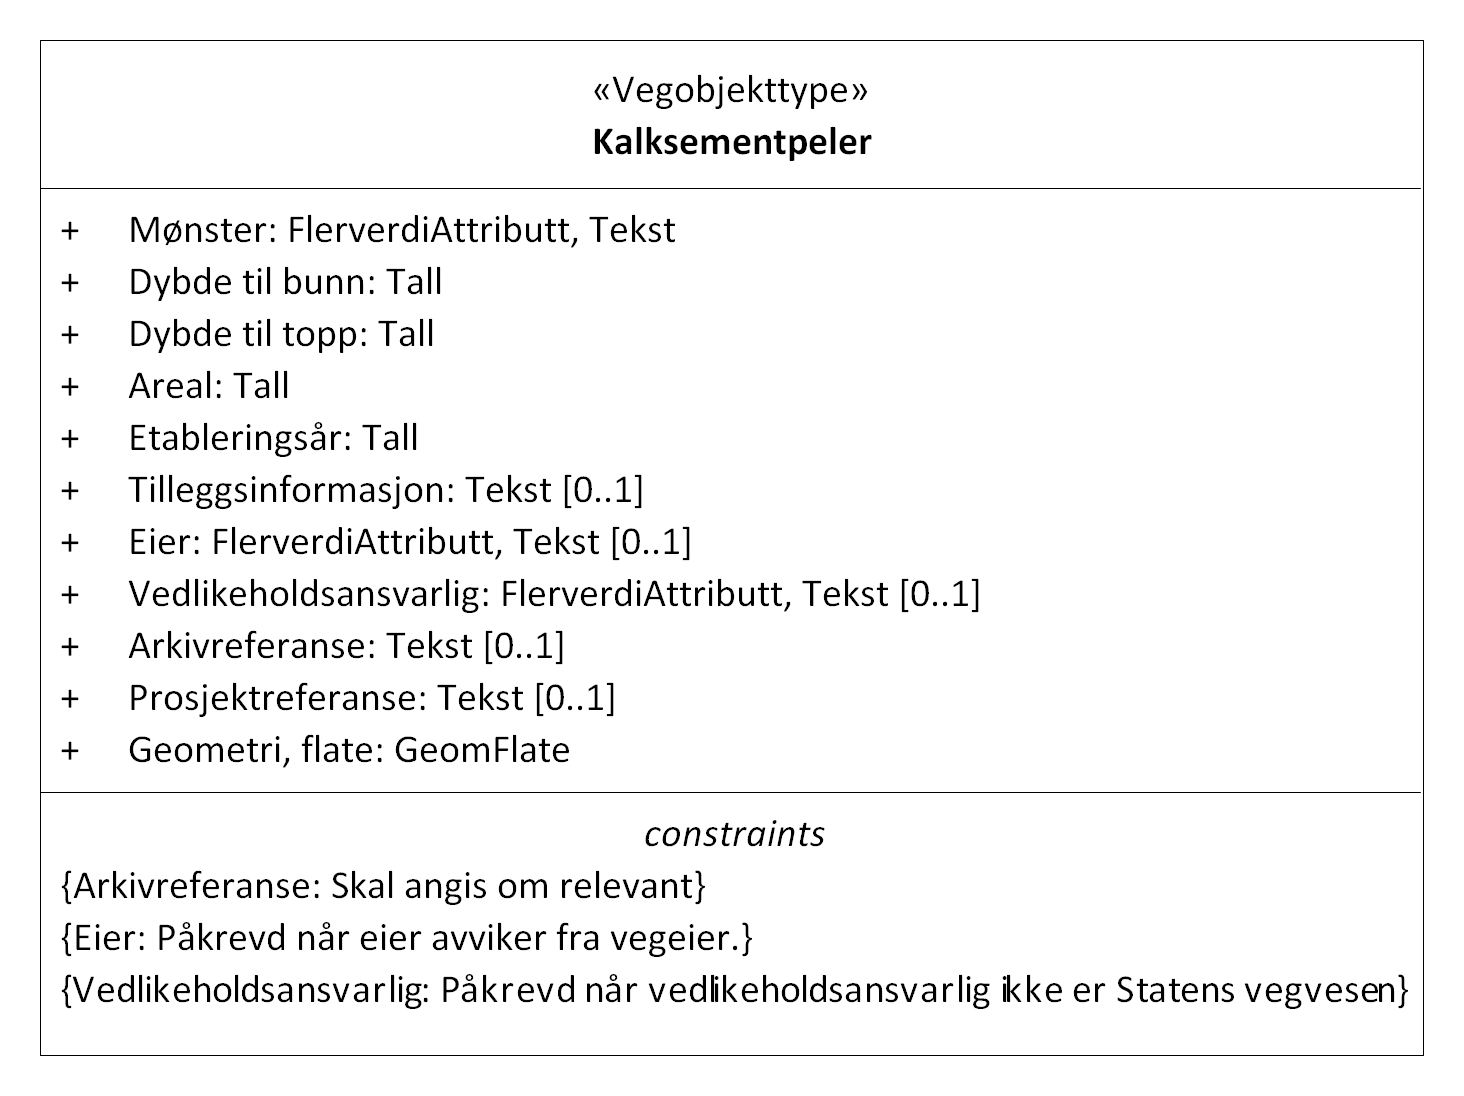 «Vegobjekttype»
Kalksementpeler
+ Mønster: FlerverdiAttributt, Tekst
+ Dybde til bunn: Tall
+ Dybde til topp: Tall
+ Areal: Tall
+ Etableringsår: Tall
+ Tilleggsinformasjon: Tekst [0..1]
+ Eier: FlerverdiAttributt, Tekst [0..1]
+ Vedlikeholdsansvarlig: FlerverdiAttributt, Tekst [0..1]
+ Arkivreferanse: Tekst [0..1]
+ Prosjektreferanse: Tekst [0..1]
+ Geometri, flate: GeomFlate
constraints
{Arkivreferanse: Skal angis om relevant}
{Eier: Påkrevd når eier avviker fra vegeier.}
{Vedlikeholdsansvarlig: Påkrevd når vedlikeholdsansvarlig ikke er Statens vegvesen}